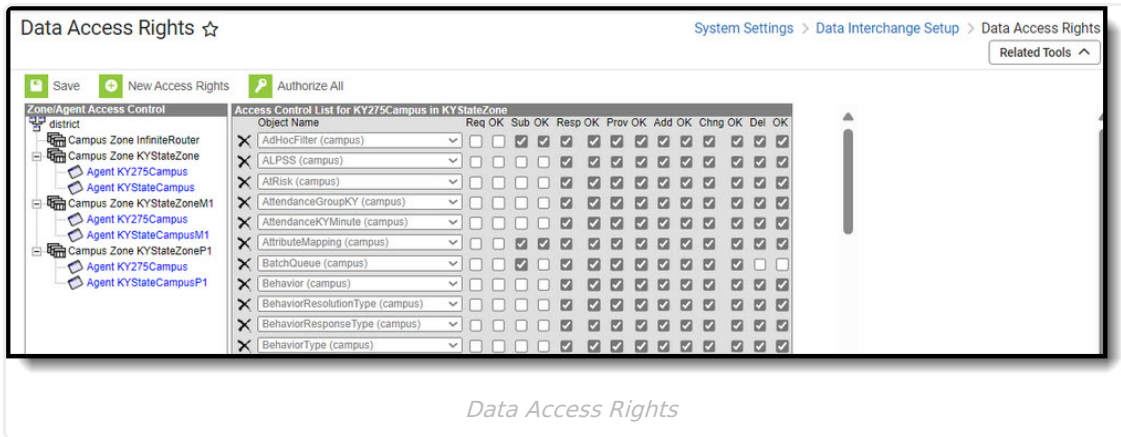 Data Access Rights
System Settings > Data Interchange Setup > Data Access Rights
Related Tools
Save
New Access Rights
Authorize All
Zone/Agent Access Control
district
Campus Zone InfiniteRouter
Campus Zone KYStateZone
Agent KY275Campus
Agent KYStateCampus
Campus Zone KYStateZoneM1
Agent KY275Campus
Agent KYStateCampusM1
Campus Zone KYStateZoneP1
Agent KY275Campus
Agent KYStateCampusP1
Access Control List for KY275Campus in KYStateZone
Object Name Req OK Sub OK Resp OK Prov OK Add OK Chng OK Del OK
AdHocFilter (campus)
ALPSS (campus)
AtRisk (campus)
AttendanceGroupKY (campus)
AttendanceKYMinute (campus)
AttributeMapping (campus)
BatchQueue (campus)
Behavior (campus)
BehaviorResolutionType (campus)
BehaviorResponseType (campus)
BehaviorType (campus)
Data Access Rights